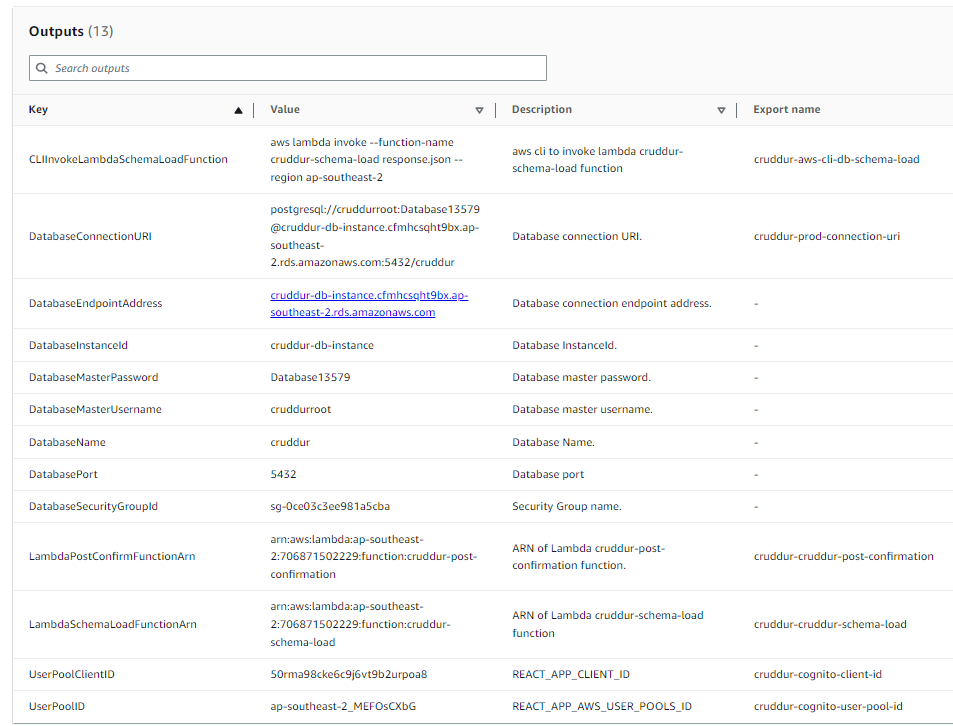 Outputs (13)
Search outputs
Key Value Description Export name
CLIInvokeLambdaSchemaLoadFunction
aws lambda invoke --function-name
cruddur-schema-load response.json --
region ap-southeast-2
aws cli to invoke lambda cruddur-
schema-load function
cruddur-aws-cli-db-schema-load
DatabaseConnectionURI
postgresql://cruddurroot:Database13579
@cruddur-db-instance.cfmhcsqht9bx.ap-
southeast-
2.rds.amazonaws.com:5432/cruddur
Database connection URI.
cruddur-prod-connection-uri
DatabaseEndpointAddress
cruddur-db-instance.cfmhcsqht9bx.ap-
southeast-2.rds.amazonaws.com
Database connection endpoint address.
-
DatabaseInstanceId cruddur-db-instance Database InstanceId. -
DatabaseMasterPassword Database13579 Database master password. -
DatabaseMasterUsername cruddurroot Database master username. -
DatabaseName cruddur Database Name. -
DatabasePort 5432 Database port -
DatabaseSecurityGroupId sg-0ce03c3ee981a5cba Security Group name. -
LambdaPostConfirmFunctionArn
arn:aws:lambda:ap-southeast-
2:706871502229:function:cruddur-post-
confirmation
ARN of Lambda cruddur-post-
confirmation function.
cruddur-cruddur-post-confirmation
LambdaSchemaLoadFunctionArn
arn:aws:lambda:ap-southeast-
2:706871502229:function:cruddur-
schema-load
ARN of Lambda cruddur-schema-load
function
cruddur-cruddur-schema-load
UserPoolClientID 50rma98cke6c9j6vt9b2urpoa8 REACT_APP_CLIENT_ID cruddur-cognito-client-id
UserPoolID ap-southeast-2_MEFOsCXbG REACT_APP_AWS_USER_POOLS_ID cruddur-cognito-user-pool-id